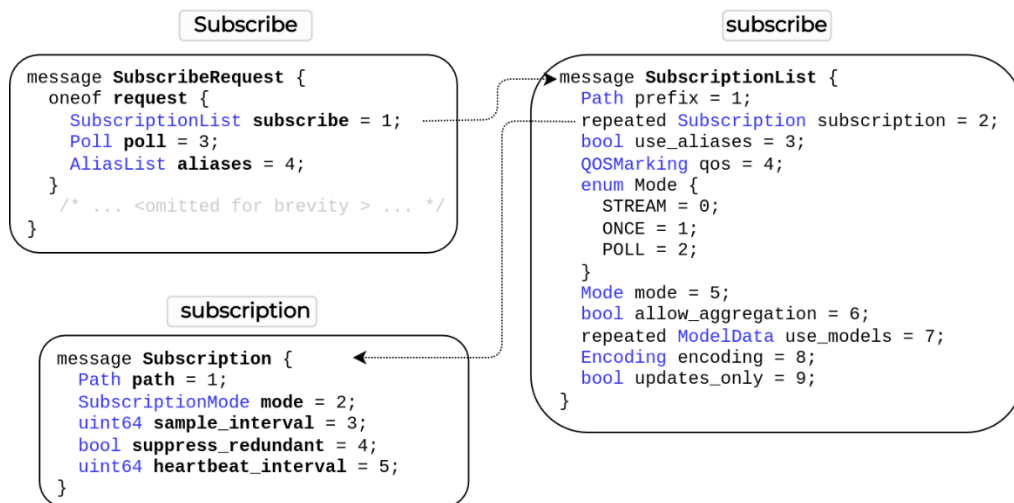 Subscribe
message SubscribeRequest {
  oneof request {
    SubscriptionList subscribe = 1;
    Poll poll = 3;
    AliasList aliases = 4;
  }
   /* ... <omitted for brevity > ... */
}
subscribe
message SubscriptionList {
  Path prefix = 1;
  repeated Subscription subscription = 2;
  bool use_aliases = 3;
  QOSMarking qos = 4;
  enum Mode {
    STREAM = 0;
    ONCE = 1;
    POLL = 2;
  }
  Mode mode = 5;
  bool allow_aggregation = 6;
  repeated ModelData use_models = 7;
  Encoding encoding = 8;
  bool updates_only = 9;
}
subscription
message Subscription {
  Path path = 1;
  SubscriptionMode mode = 2;
  uint64 sample_interval = 3;
  bool suppress_redundant = 4;
  uint64 heartbeat_interval = 5;
}